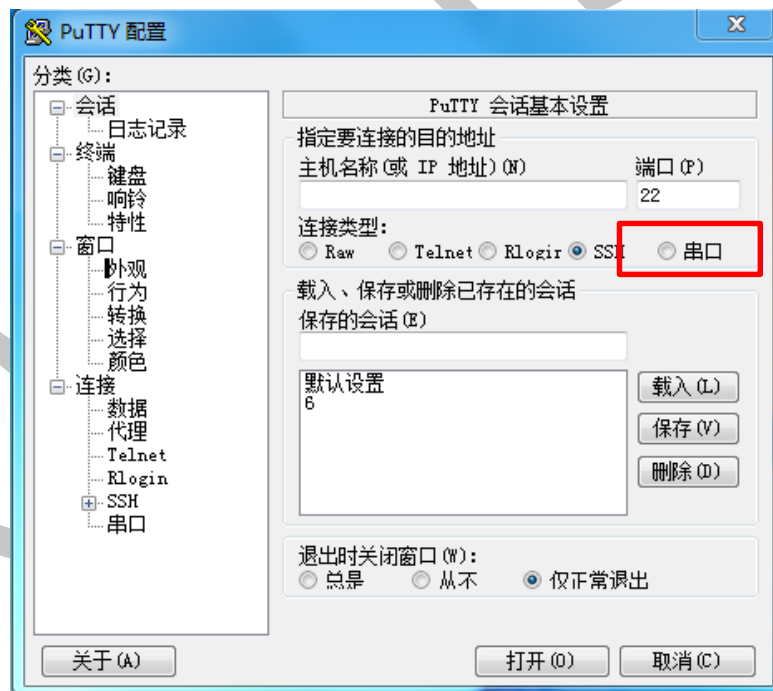 PuTTY 配置
分类(G):
会话
日志记录
终端
键盘
响铃
特性
窗口
外观
行为
转换
选择
颜色
连接
数据
代理
Telnet
Rlogin
SSH
串口
PuTTY 会话基本设置
指定要连接的目的地址
主机名称(或 IP 地址)(N) 端口(P)
22
连接类型:
Raw Telnet Rlogir SSH 串口
载入、保存或删除已存在的会话
保存的会话(E)
默认设置
6
载入(L)
保存(V)
删除(D)
退出时关闭窗口(W):
总是 从不 仅正常退出
关于(A) 打开(O) 取消(C)